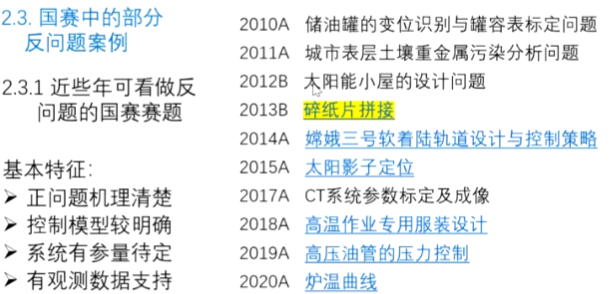 2.3. 国赛中的部分
反问题案例
2.3.1 近些年可看做反
问题的国赛赛题
基本特征：
➢ 正问题机理清楚
➢ 控制模型较明确
➢ 系统有参量待定
➢ 有观测数据支持
2010A 储油罐的变位识别与罐容表标定问题
2011A 城市表层土壤重金属污染分析问题
2012B 太阳能小屋的设计问题
2013B 碎纸片拼接
2014A 嫦娥三号软着陆轨道设计与控制策略
2015A 太阳影子定位
2017A CT系统参数标定及成像
2018A 高温作业专用服装设计
2019A 高压油管的压力控制
2020A 炉温曲线